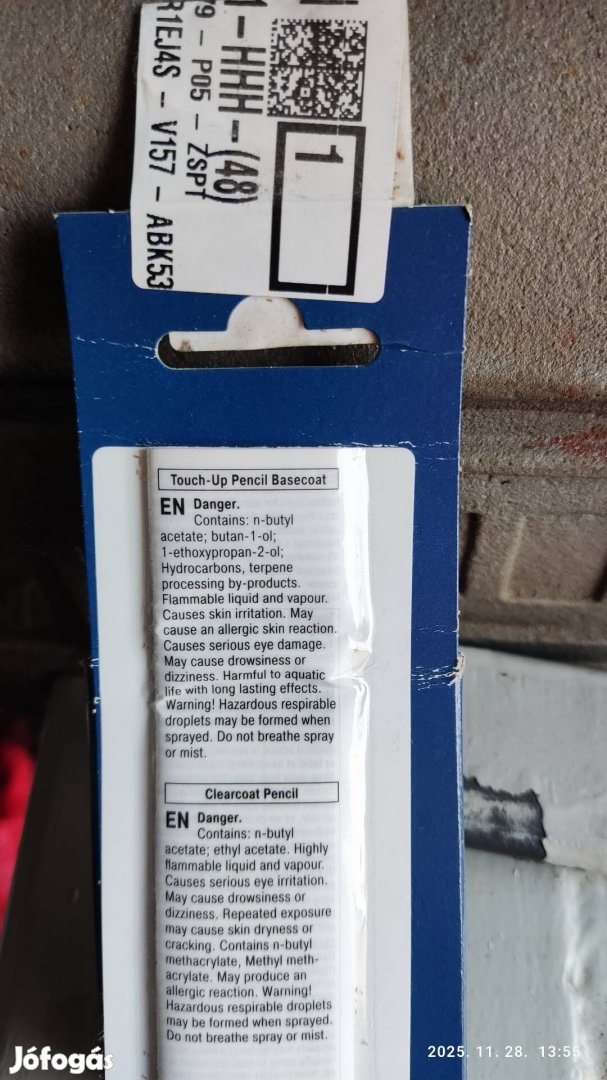 1-HHH-(48)
79 - P05 - ZSPT
R1EJ4S - V157 - ABK53
1
Touch-Up Pencil Basecoat
EN Danger.
Contains: n-butyl
acetate; butan-1-ol;
1-ethoxypropan-2-ol;
Hydrocarbons, terpene
processing by-products.
Flammable liquid and vapour.
Causes skin irritation. May
cause an allergic skin reaction.
Causes serious eye damage.
May cause drowsiness or
dizziness. Harmful to aquatic
life with long lasting effects.
Warning! Hazardous respirable
droplets may be formed when
sprayed. Do not breathe spray
or mist.
Clearcoat Pencil
EN Danger.
Contains: n-butyl
acetate; ethyl acetate. Highly
flammable liquid and vapour.
Causes serious eye irritation.
May cause drowsiness or
dizziness. Repeated exposure
may cause skin dryness or
cracking. Contains n-butyl
methacrylate, Methyl meth-
acrylate. May produce an
allergic reaction. Warning!
Hazardous respirable droplets
may be formed when sprayed.
Do not breathe spray or mist.
Jófogás
2025. 11. 28. 13:55